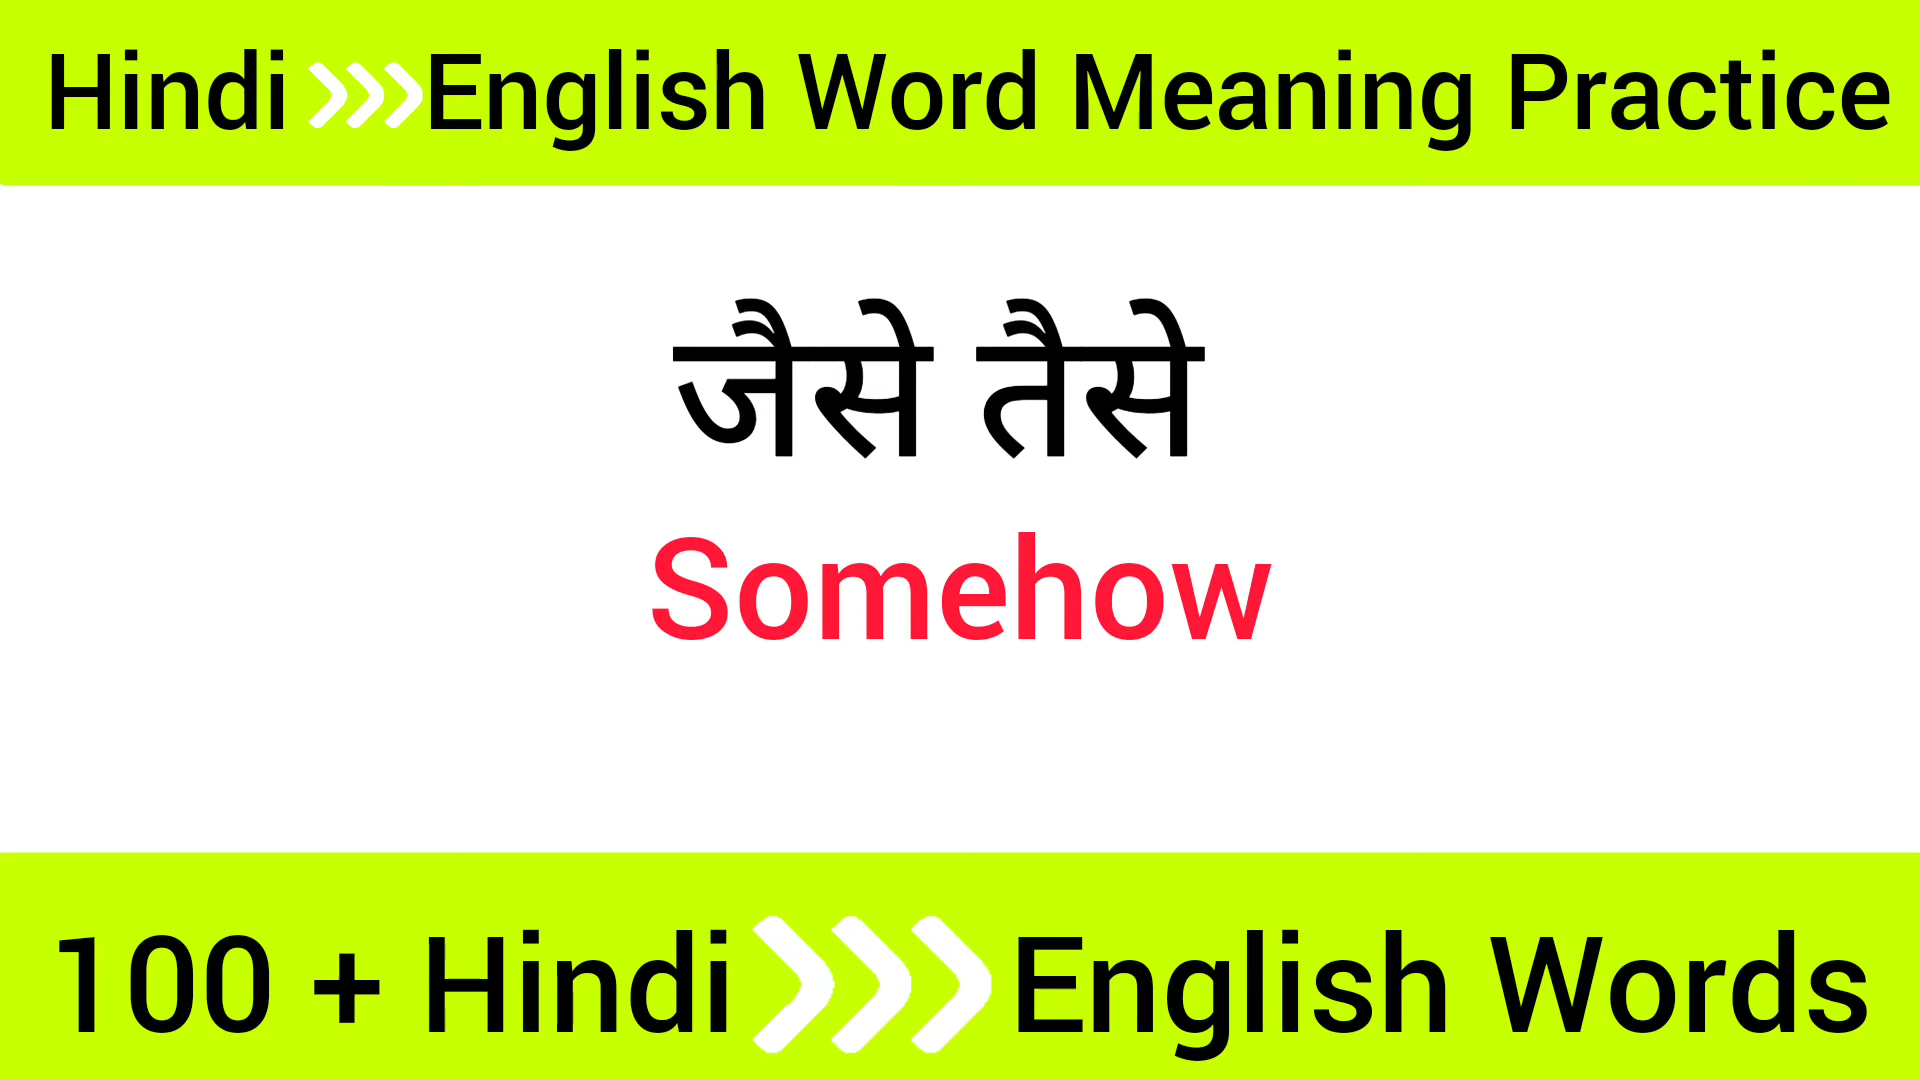 Hindi English Word Meaning Practice
जैसे तैसे
Somehow
100 + Hindi English Words